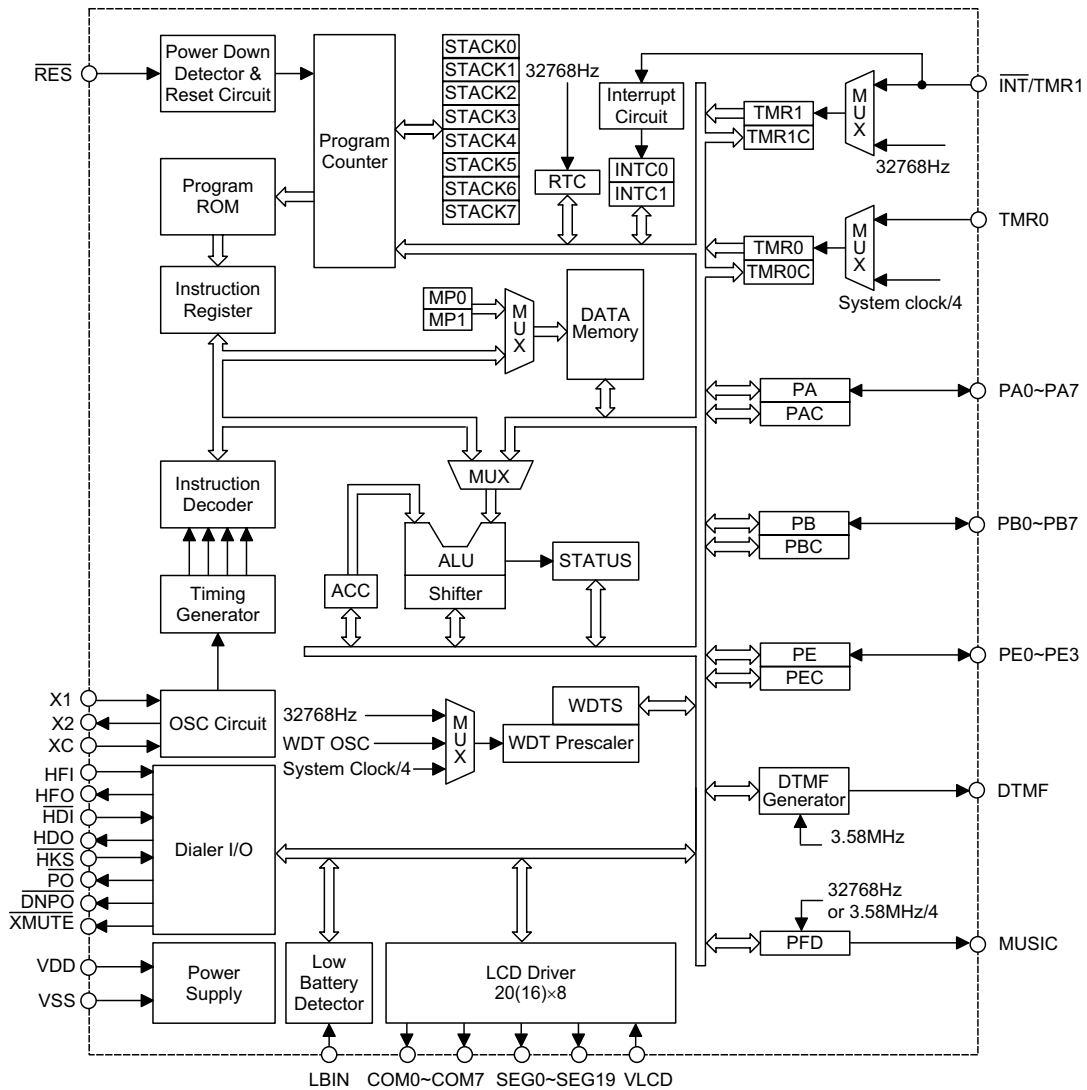 RES
Power Down
Detector &
Reset Circuit
Program
Counter
STACK0
STACK1
STACK2
STACK3
STACK4
STACK5
STACK6
STACK7
32768Hz
RTC
Interrupt
Circuit
INTC0
INTC1
TMR1
TMR1C
MUX
INT/TMR1
32768Hz
Program
ROM
TMR0
TMR0C
MUX
TMR0
System clock/4
Instruction
Register
MP0
MP1
MUX
DATA
Memory
PA
PAC
PA0~PA7
Instruction
Decoder
MUX
PB
PBC
PB0~PB7
ALU
Shifter
STATUS
ACC
Timing
Generator
PE
PEC
PE0~PE3
X1
X2
XC
OSC Circuit
32768Hz
WDT OSC
System Clock/4
MUX
WDTS
WDT Prescaler
HFI
HFO
HDI
HDO
HKS
PO
DNPO
XMUTE
Dialer I/O
DTMF
Generator
DTMF
3.58MHz
32768Hz
or 3.58MHz/4
PFD
MUSIC
VDD
VSS
Power
Supply
Low
Battery
Detector
LCD Driver
20(16)×8
LBIN
COM0~COM7
SEG0~SEG19
VLCD